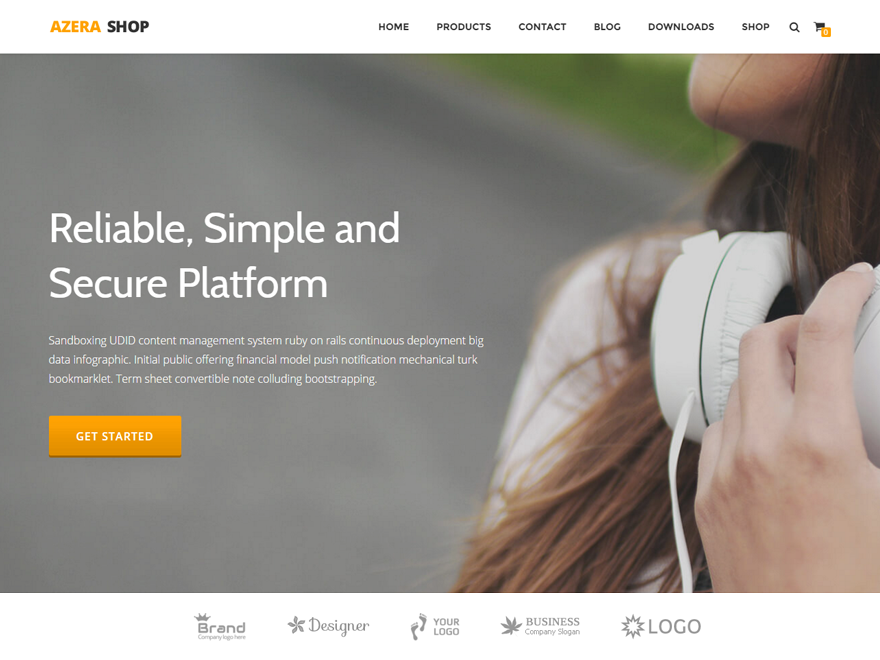 AZERA SHOP
HOME PRODUCTS CONTACT BLOG DOWNLOADS SHOP
0
Reliable, Simple and
Secure Platform
Sandboxing UDID content management system ruby on rails continuous deployment big
data infographic. Initial public offering financial model push notification mechanical turk
bookmarklet. Term sheet convertible note colluding bootstrapping.
GET STARTED
Brand
Company logo here
Designer
YOUR
LOGO
BUSINESS
Company Slogan
LOGO